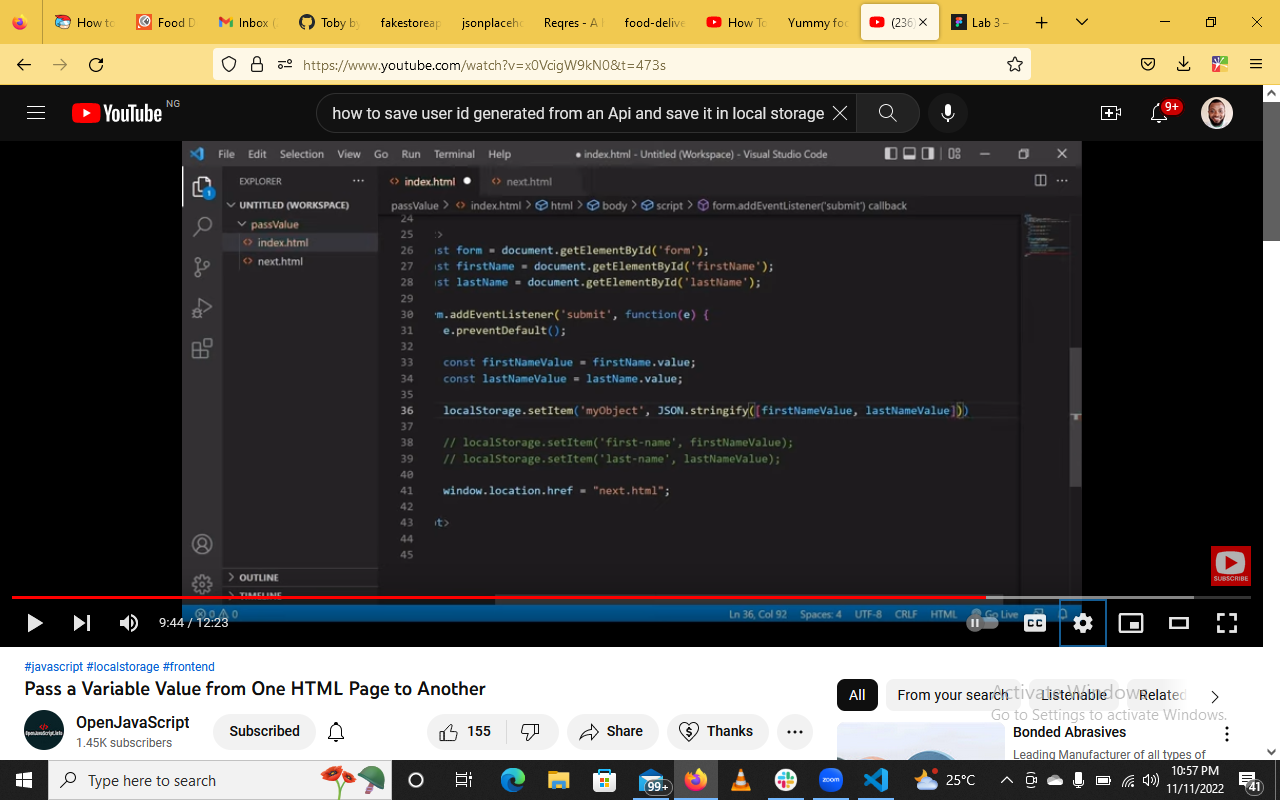 How to
Food D
Inbox (
Toby by
fakestoreap
jsonplaceho
Reqres - A h
food-delive
How To
Yummy foo
(236)
Lab 3 –
https://www.youtube.com/watch?v=x0VcigW9kN0&t=473s
YouTube NG
how to save user id generated from an Api and save it in local storage
9+
File Edit Selection View Go Run Terminal Help
● index.html - Untitled (Workspace) - Visual Studio Code
EXPLORER ···
1
UNTITLED (WORKSPACE)
passValue
index.html
next.html
OUTLINE
TIMELINE
index.html ●
next.html
passValue > index.html > html > body > script > form.addEventListener('submit') callback
24
25 t>
26 st form = document.getElementById('form');
27 st firstName = document.getElementById('firstName');
28 st lastName = document.getElementById('lastName');
29
30 m.addEventListener('submit', function(e) {
31 e.preventDefault();
32
33 const firstNameValue = firstName.value;
34 const lastNameValue = lastName.value;
35
36 localStorage.setItem('myObject', JSON.stringify([firstNameValue, lastNameValue]))
37
38 // localStorage.setItem('first-name', firstNameValue);
39 // localStorage.setItem('last-name', lastNameValue);
40
41 window.location.href = "next.html";
42
43 pt>
44
45
0 0
Ln 36, Col 92 Spaces: 4 UTF-8 CRLF HTML Go Live
SUBSCRIBE
9:44 / 12:23
CC
#javascript #localstorage #frontend
Pass a Variable Value from One HTML Page to Another
OpenJavaScript.info
OpenJavaScript
1.45K subscribers
Subscribed
155
Share
Thanks
···
All
From your search
Listenable
Related
Activate Windows
Go to Settings to activate Windows.
Bonded Abrasives
Leading Manufacturer of all types of
Type here to search
99+
zoom
25°C
10:57 PM
11/11/2022
41